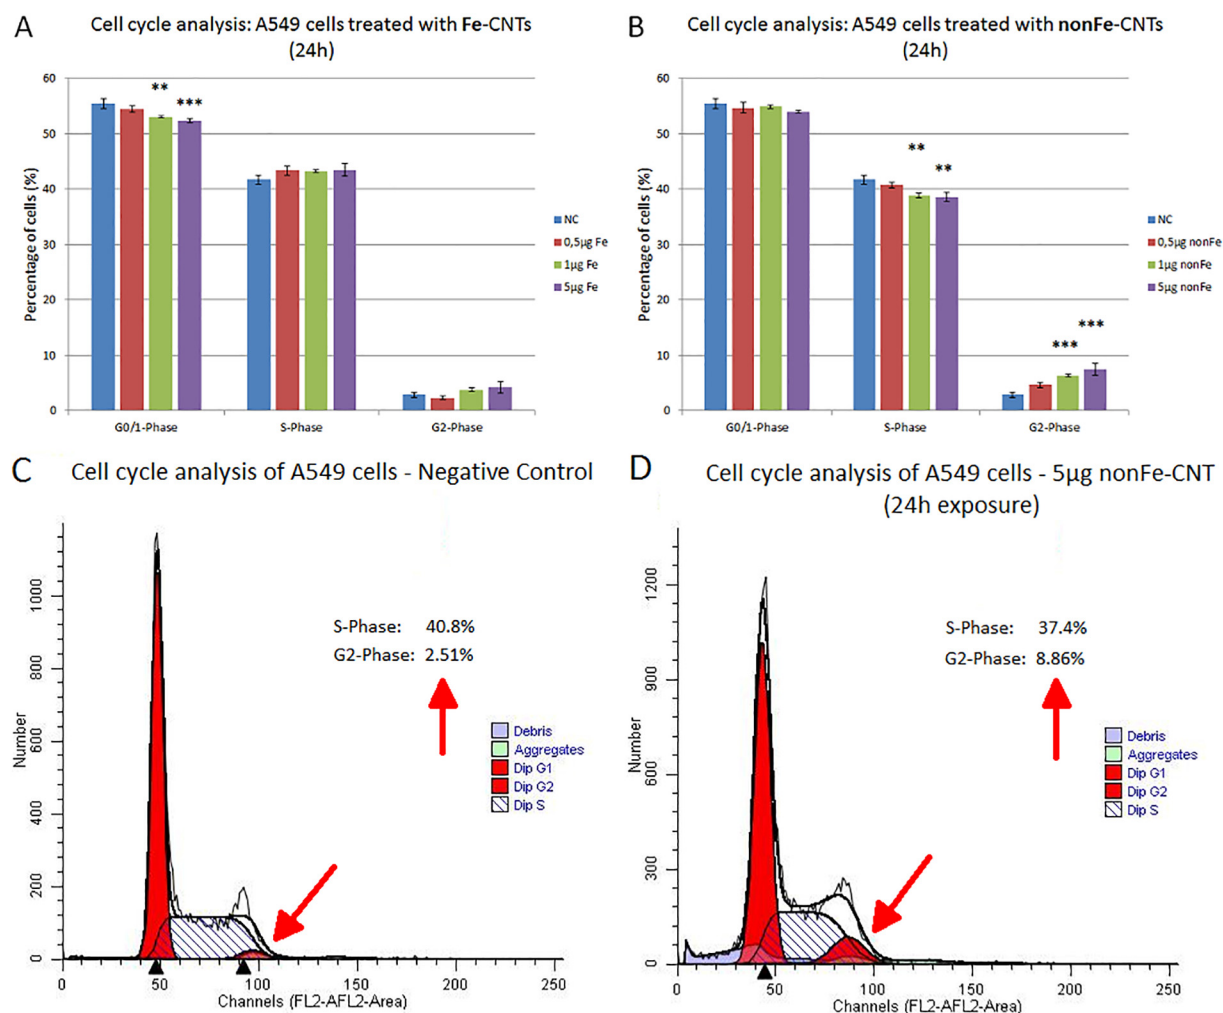 A
Cell cycle analysis: A549 cells treated with Fe-CNTs
(24h)
Percentage of cells (%)
60
50
40
30
20
10
0
**
***
G0/1-Phase
S-Phase
G2-Phase
NC
0,5µg Fe
1µg Fe
5µg Fe
B
Cell cycle analysis: A549 cells treated with nonFe-CNTs
(24h)
Percentage of cells (%)
60
50
40
30
20
10
0
**
**
***
***
G0/1-Phase
S-Phase
G2-Phase
NC
0,5µg nonFe
1µg nonFe
5µg nonFe
C
Cell cycle analysis of A549 cells - Negative Control
Number
1000
800
600
400
200
0
S-Phase: 40.8%
G2-Phase: 2.51%
Debris
Aggregates
Dip G1
Dip G2
Dip S
0 50 100 150 200 250
Channels (FL2-AFL2-Area)
D
Cell cycle analysis of A549 cells - 5µg nonFe-CNT
(24h exposure)
Number
1200
900
600
300
0
S-Phase: 37.4%
G2-Phase: 8.86%
Debris
Aggregates
Dip G1
Dip G2
Dip S
0 50 100 150 200 250
Channels (FL2-AFL2-Area)